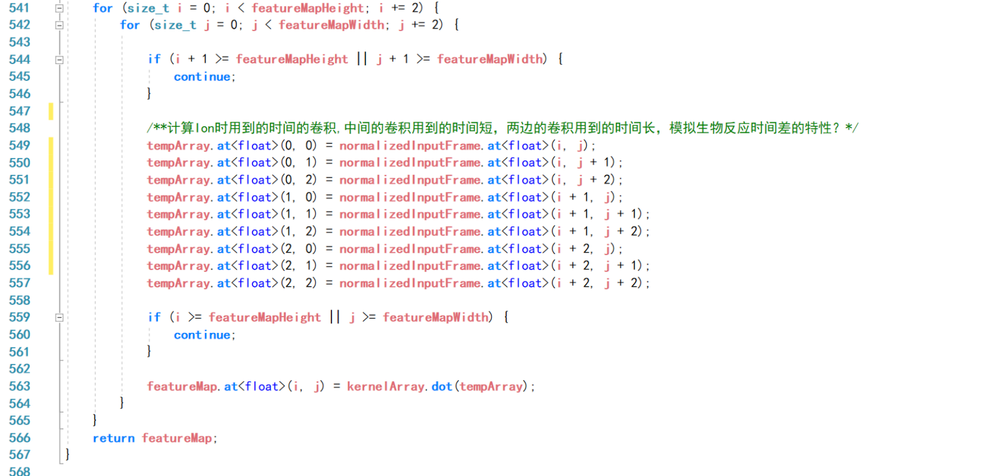 541 for (size_t i = 0; i < featureMapHeight; i += 2) {
542 for (size_t j = 0; j < featureMapWidth; j += 2) {
543
544 if (i + 1 >= featureMapHeight || j + 1 >= featureMapWidth) {
545 continue;
546 }
547
548 /**计算lon时用到的时间的卷积,中间的卷积用到的时间短，两边的卷积用到的时间长，模拟生物反应时间差的特性？*/
549 tempArray.at<float>(0, 0) = normalizedInputFrame.at<float>(i, j);
550 tempArray.at<float>(0, 1) = normalizedInputFrame.at<float>(i, j + 1);
551 tempArray.at<float>(0, 2) = normalizedInputFrame.at<float>(i, j + 2);
552 tempArray.at<float>(1, 0) = normalizedInputFrame.at<float>(i + 1, j);
553 tempArray.at<float>(1, 1) = normalizedInputFrame.at<float>(i + 1, j + 1);
554 tempArray.at<float>(1, 2) = normalizedInputFrame.at<float>(i + 1, j + 2);
555 tempArray.at<float>(2, 0) = normalizedInputFrame.at<float>(i + 2, j);
556 tempArray.at<float>(2, 1) = normalizedInputFrame.at<float>(i + 2, j + 1);
557 tempArray.at<float>(2, 2) = normalizedInputFrame.at<float>(i + 2, j + 2);
558
559 if (i >= featureMapHeight || j >= featureMapWidth) {
560 continue;
561 }
562
563 featureMap.at<float>(i, j) = kernelArray.dot(tempArray);
564 }
565 }
566 return featureMap;
567 }
568